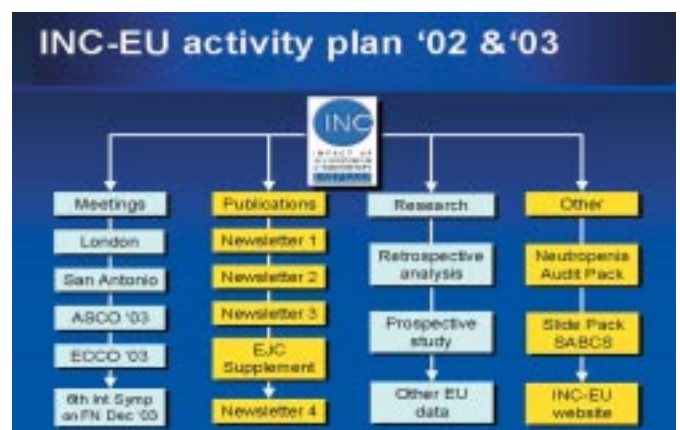 INC-EU activity plan ‘02 &‘03
INC
IMPACT OF
Meetings
London
San Antonio
ASCO '03
ECCO '03
6th Int Symp
on FN Dec '03
Publications
Newsletter 1
Newsletter 2
Newsletter 3
EJC
Supplement
Newsletter 4
Research
Retrospective
analysis
Prospective
study
Other EU
data
Other
Neutropenia
Audit Pack
Slide Pack
SABCS
INC-EU
website